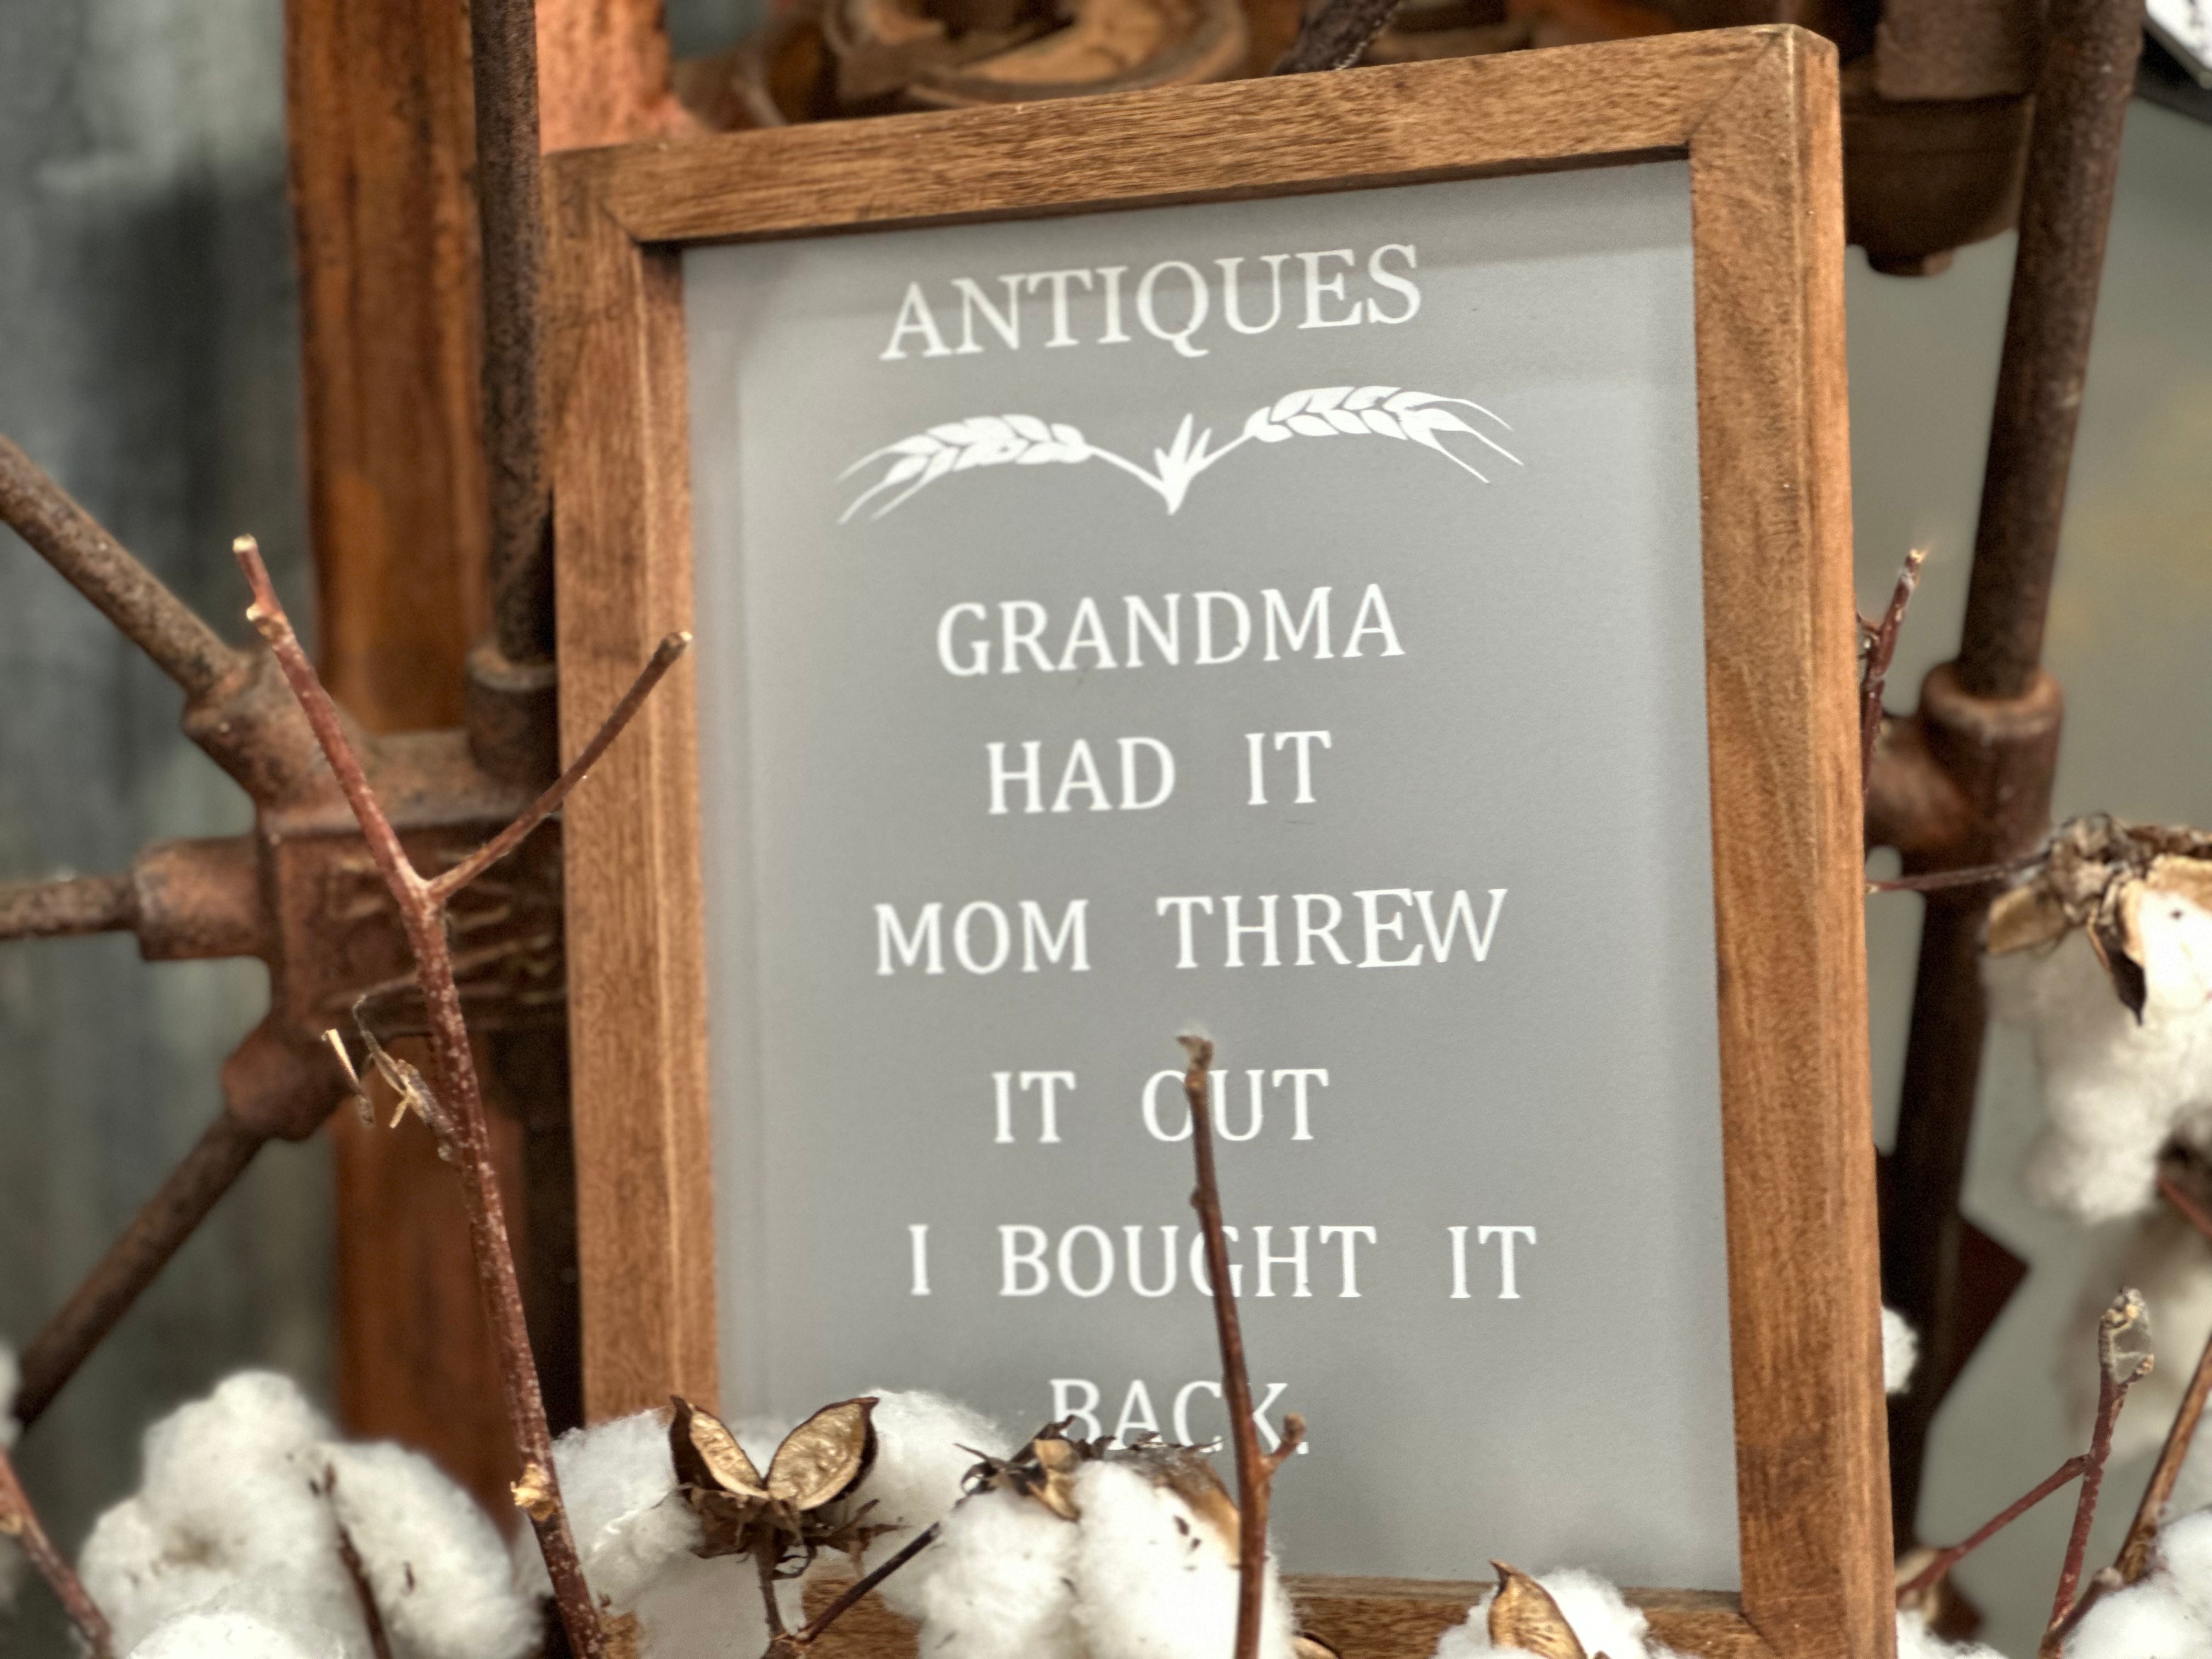 ANTIQUES
GRANDMA
HAD IT
MOM THREW
IT OUT
I BOUGHT IT
BACK.